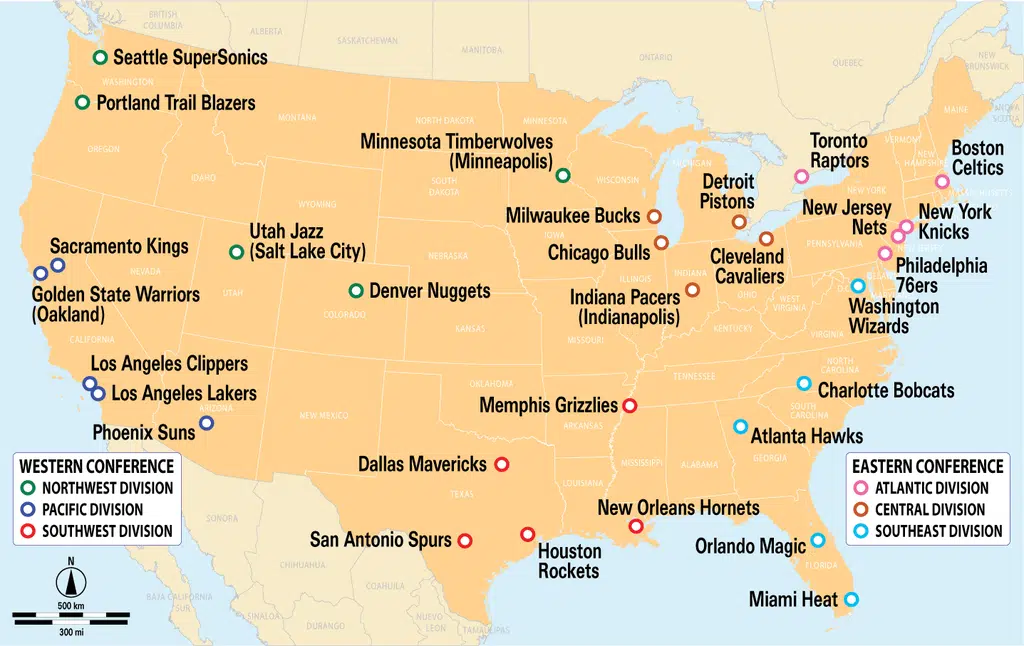 BRITISH
COLUMBIA
ALBERTA
SASKATCHEWAN
MANITOBA
ONTARIO
QUEBEC
NEW
BRUNSWICK
NOVA
SCOTIA
Seattle SuperSonics
WASHINGTON
Portland Trail Blazers
OREGON
MONTANA
IDAHO
WYOMING
NORTH DAKOTA
SOUTH
DAKOTA
MINNESOTA
Minnesota Timberwolves
(Minneapolis)
WISCONSIN
MICHIGAN
Toronto
Raptors
VERMONT
NEW
HAMPSHIRE
MAINE
Boston
Celtics
MASSACHUSETTS
NEW YORK
Detroit
Pistons
Milwaukee Bucks
Chicago Bulls
Cleveland
Cavaliers
New Jersey
Nets
New York
Knicks
PENNSYLVANIA
NEW JERSEY
Philadelphia
76ers
Washington
Wizards
Utah Jazz
(Salt Lake City)
Sacramento Kings
Golden State Warriors
(Oakland)
NEVADA
UTAH
CALIFORNIA
Denver Nuggets
COLORADO
NEBRASKA
IOWA
KANSAS
ILLINOIS
INDIANA
Indiana Pacers
(Indianapolis)
OHIO
WEST
VIRGINIA
VIRGINIA
KENTUCKY
MISSOURI
Los Angeles Clippers
Los Angeles Lakers
ARIZONA
Phoenix Suns
NEW MEXICO
OKLAHOMA
Memphis Grizzlies
ARKANSAS
TENNESSEE
NORTH
CAROLINA
Charlotte Bobcats
SOUTH
CAROLINA
Atlanta Hawks
GEORGIA
MISSISSIPPI
ALABAMA
Dallas Mavericks
TEXAS
LOUISIANA
New Orleans Hornets
San Antonio Spurs
Houston
Rockets
Orlando Magic
FLORIDA
Miami Heat
WESTERN CONFERENCE
NORTHWEST DIVISION
PACIFIC DIVISION
SOUTHWEST DIVISION
EASTERN CONFERENCE
ATLANTIC DIVISION
CENTRAL DIVISION
SOUTHEAST DIVISION
SONORA
CHIHUAHUA
COAHUILA
BAJA CALIFORNIA
SUR
SINALOA
DURANGO
NUEVO
LEON
TAMAULIPAS
N
500 km
300 mi